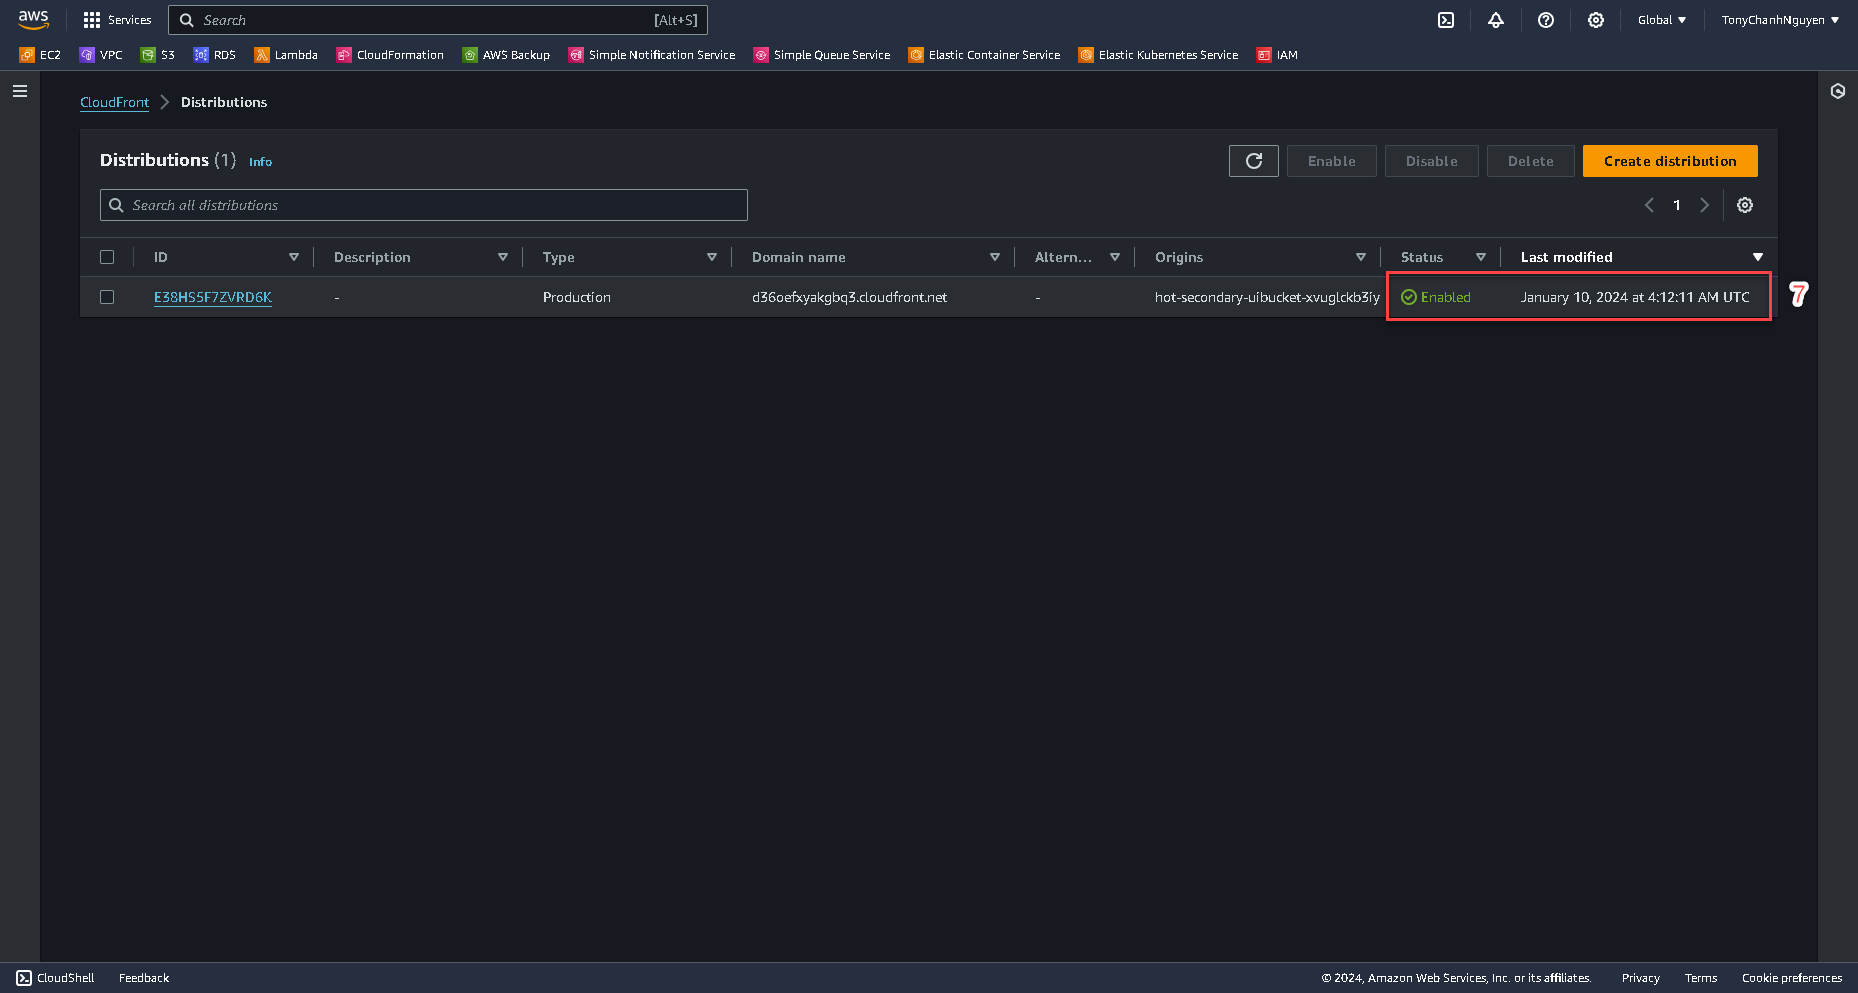 aws Services Search [Alt+S] Global TonyChanhNguyen
EC2 VPC S3 RDS Lambda CloudFormation AWS Backup Simple Notification Service Simple Queue Service Elastic Container Service Elastic Kubernetes Service IAM
CloudFront Distributions
Distributions (1) Info Enable Disable Delete Create distribution
Search all distributions 1
ID Description Type Domain name Altern... Origins Status Last modified
E38HS5F7ZVRD6K - Production d36oefxyakgbq3.cloudfront.net - hot-secondary-uibucket-xvuglckb3iy Enabled January 10, 2024 at 4:12:11 AM UTC 7
CloudShell Feedback © 2024, Amazon Web Services, Inc. or its affiliates. Privacy Terms Cookie preferences